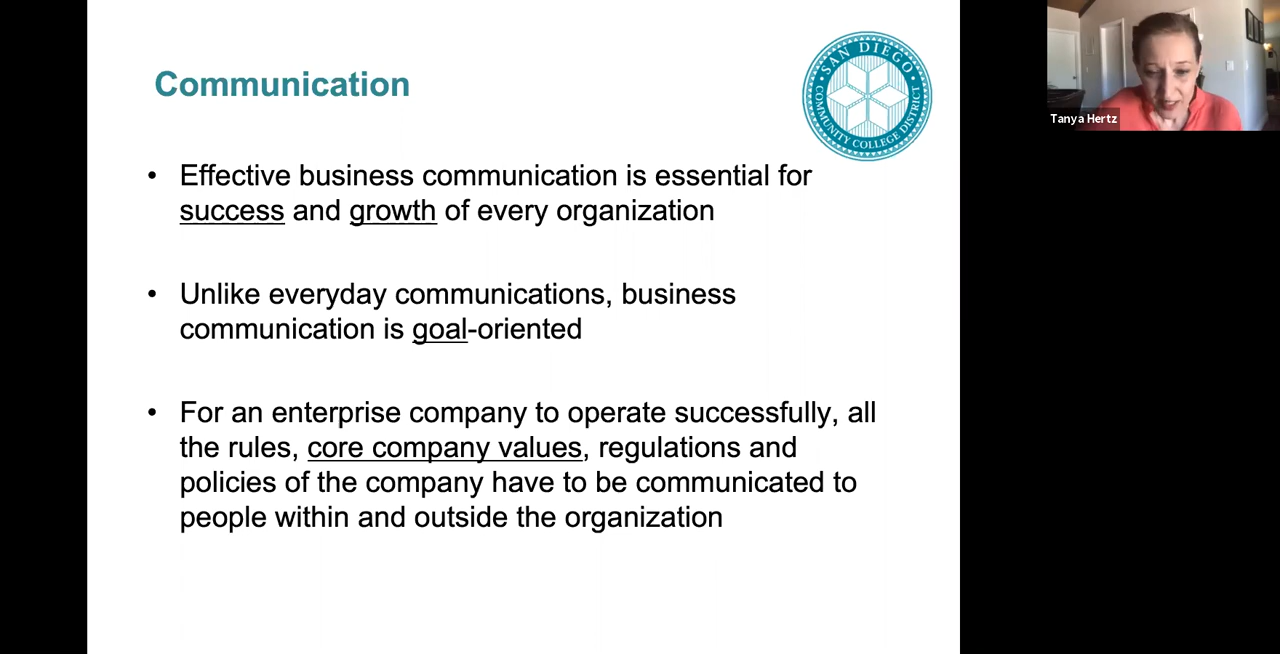 Communication
SAN DIEGO
COMMUNITY COLLEGE DISTRICT
Tanya Hertz
• Effective business communication is essential for
success and growth of every organization
• Unlike everyday communications, business
communication is goal-oriented
• For an enterprise company to operate successfully, all
the rules, core company values, regulations and
policies of the company have to be communicated to
people within and outside the organization